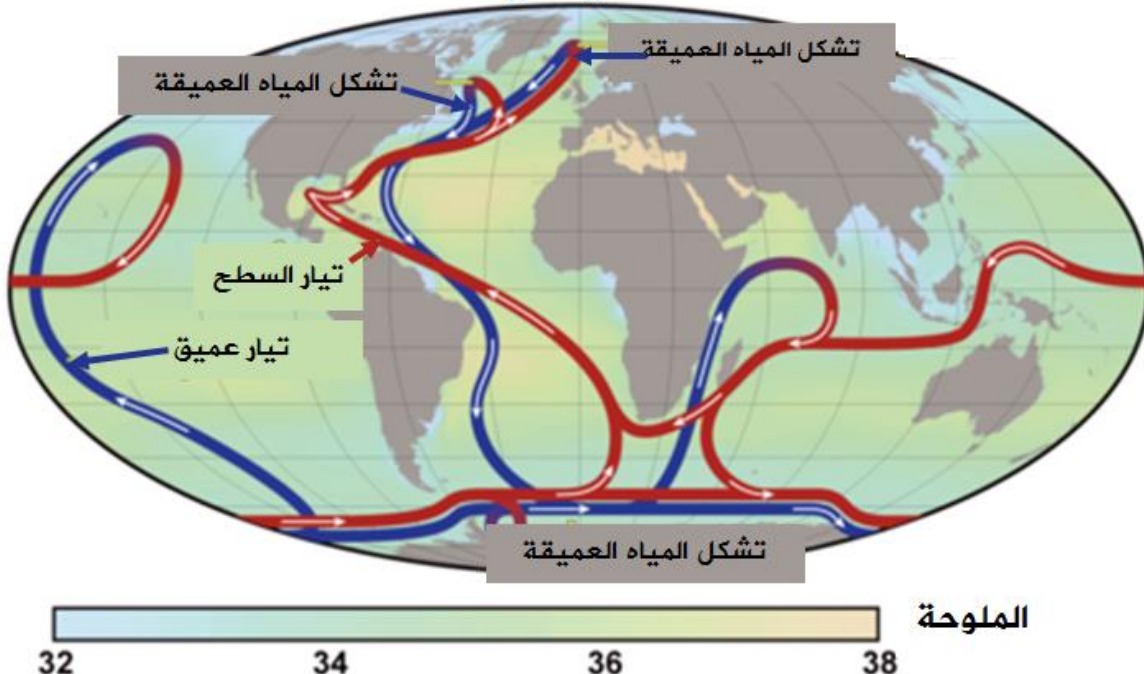 تشكل المياه العميقة
تشكل المياه العميقة
تيار السطح
تيار عميق
تشكل المياه العميقة
الملوحة
32 34 36 38